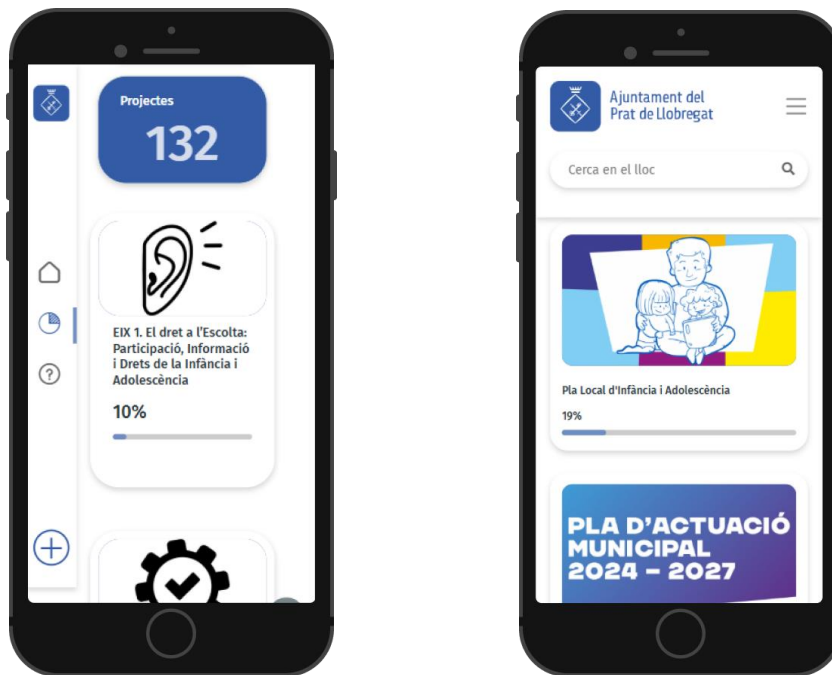 Projectes
132
EIX 1. El dret a l'Escolta:
Participació, Informació
i Drets de la Infància i
Adolescència
10%
Ajuntament del
Prat de Llobregat
Cerca en el lloc
Pla Local d'Infància i Adolescència
19%
PLA D'ACTUACIÓ
MUNICIPAL
2024 – 2027